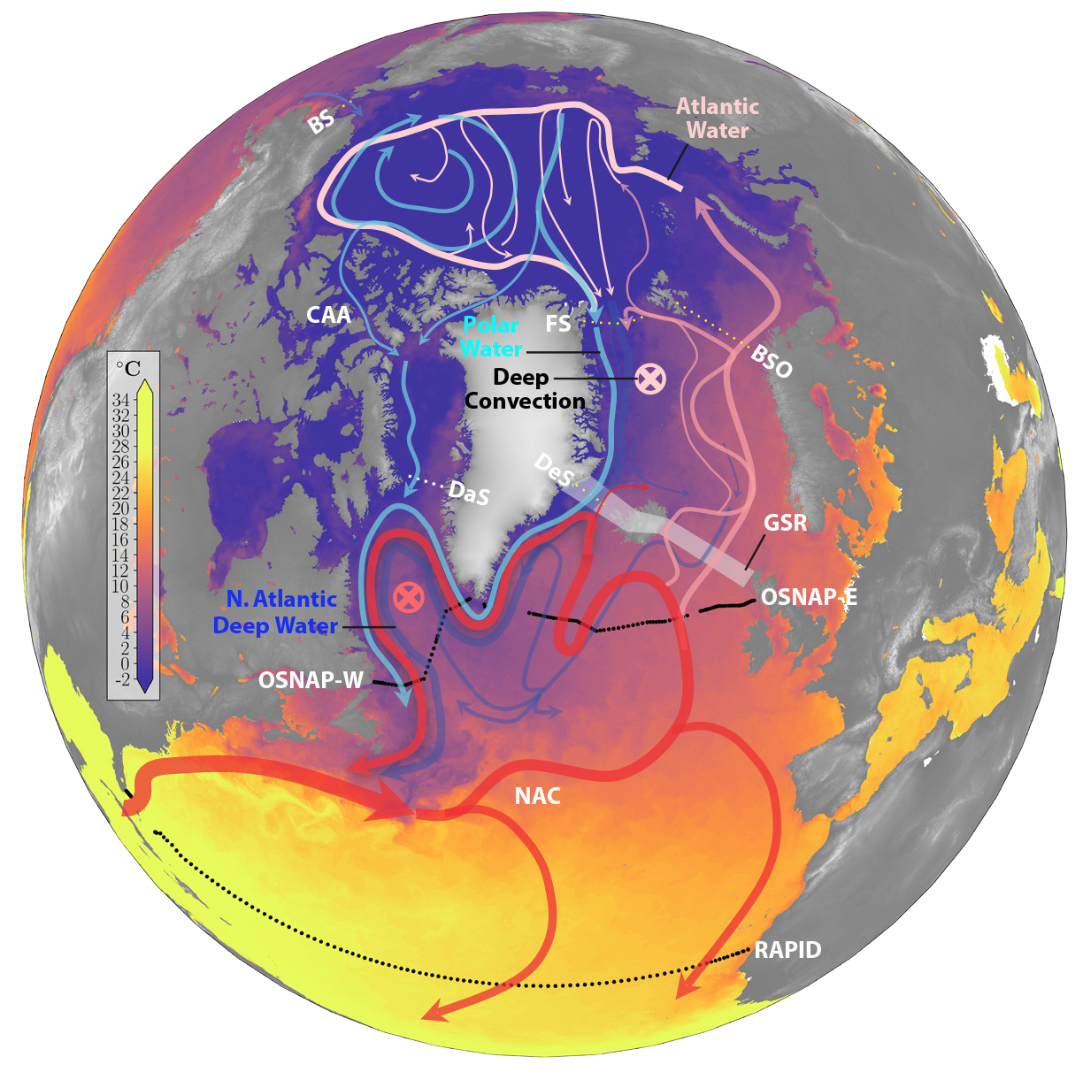 Atlantic
Water
BS
CAA
Polar
Water
FS
BSO
Deep
Convection
°C
34
32
30
28
26
24
22
20
18
16
14
12
10
8
6
4
2
0
-2
DeS
DaS
GSR
N. Atlantic
Deep Water
OSNAP-E
OSNAP-W
NAC
RAPID